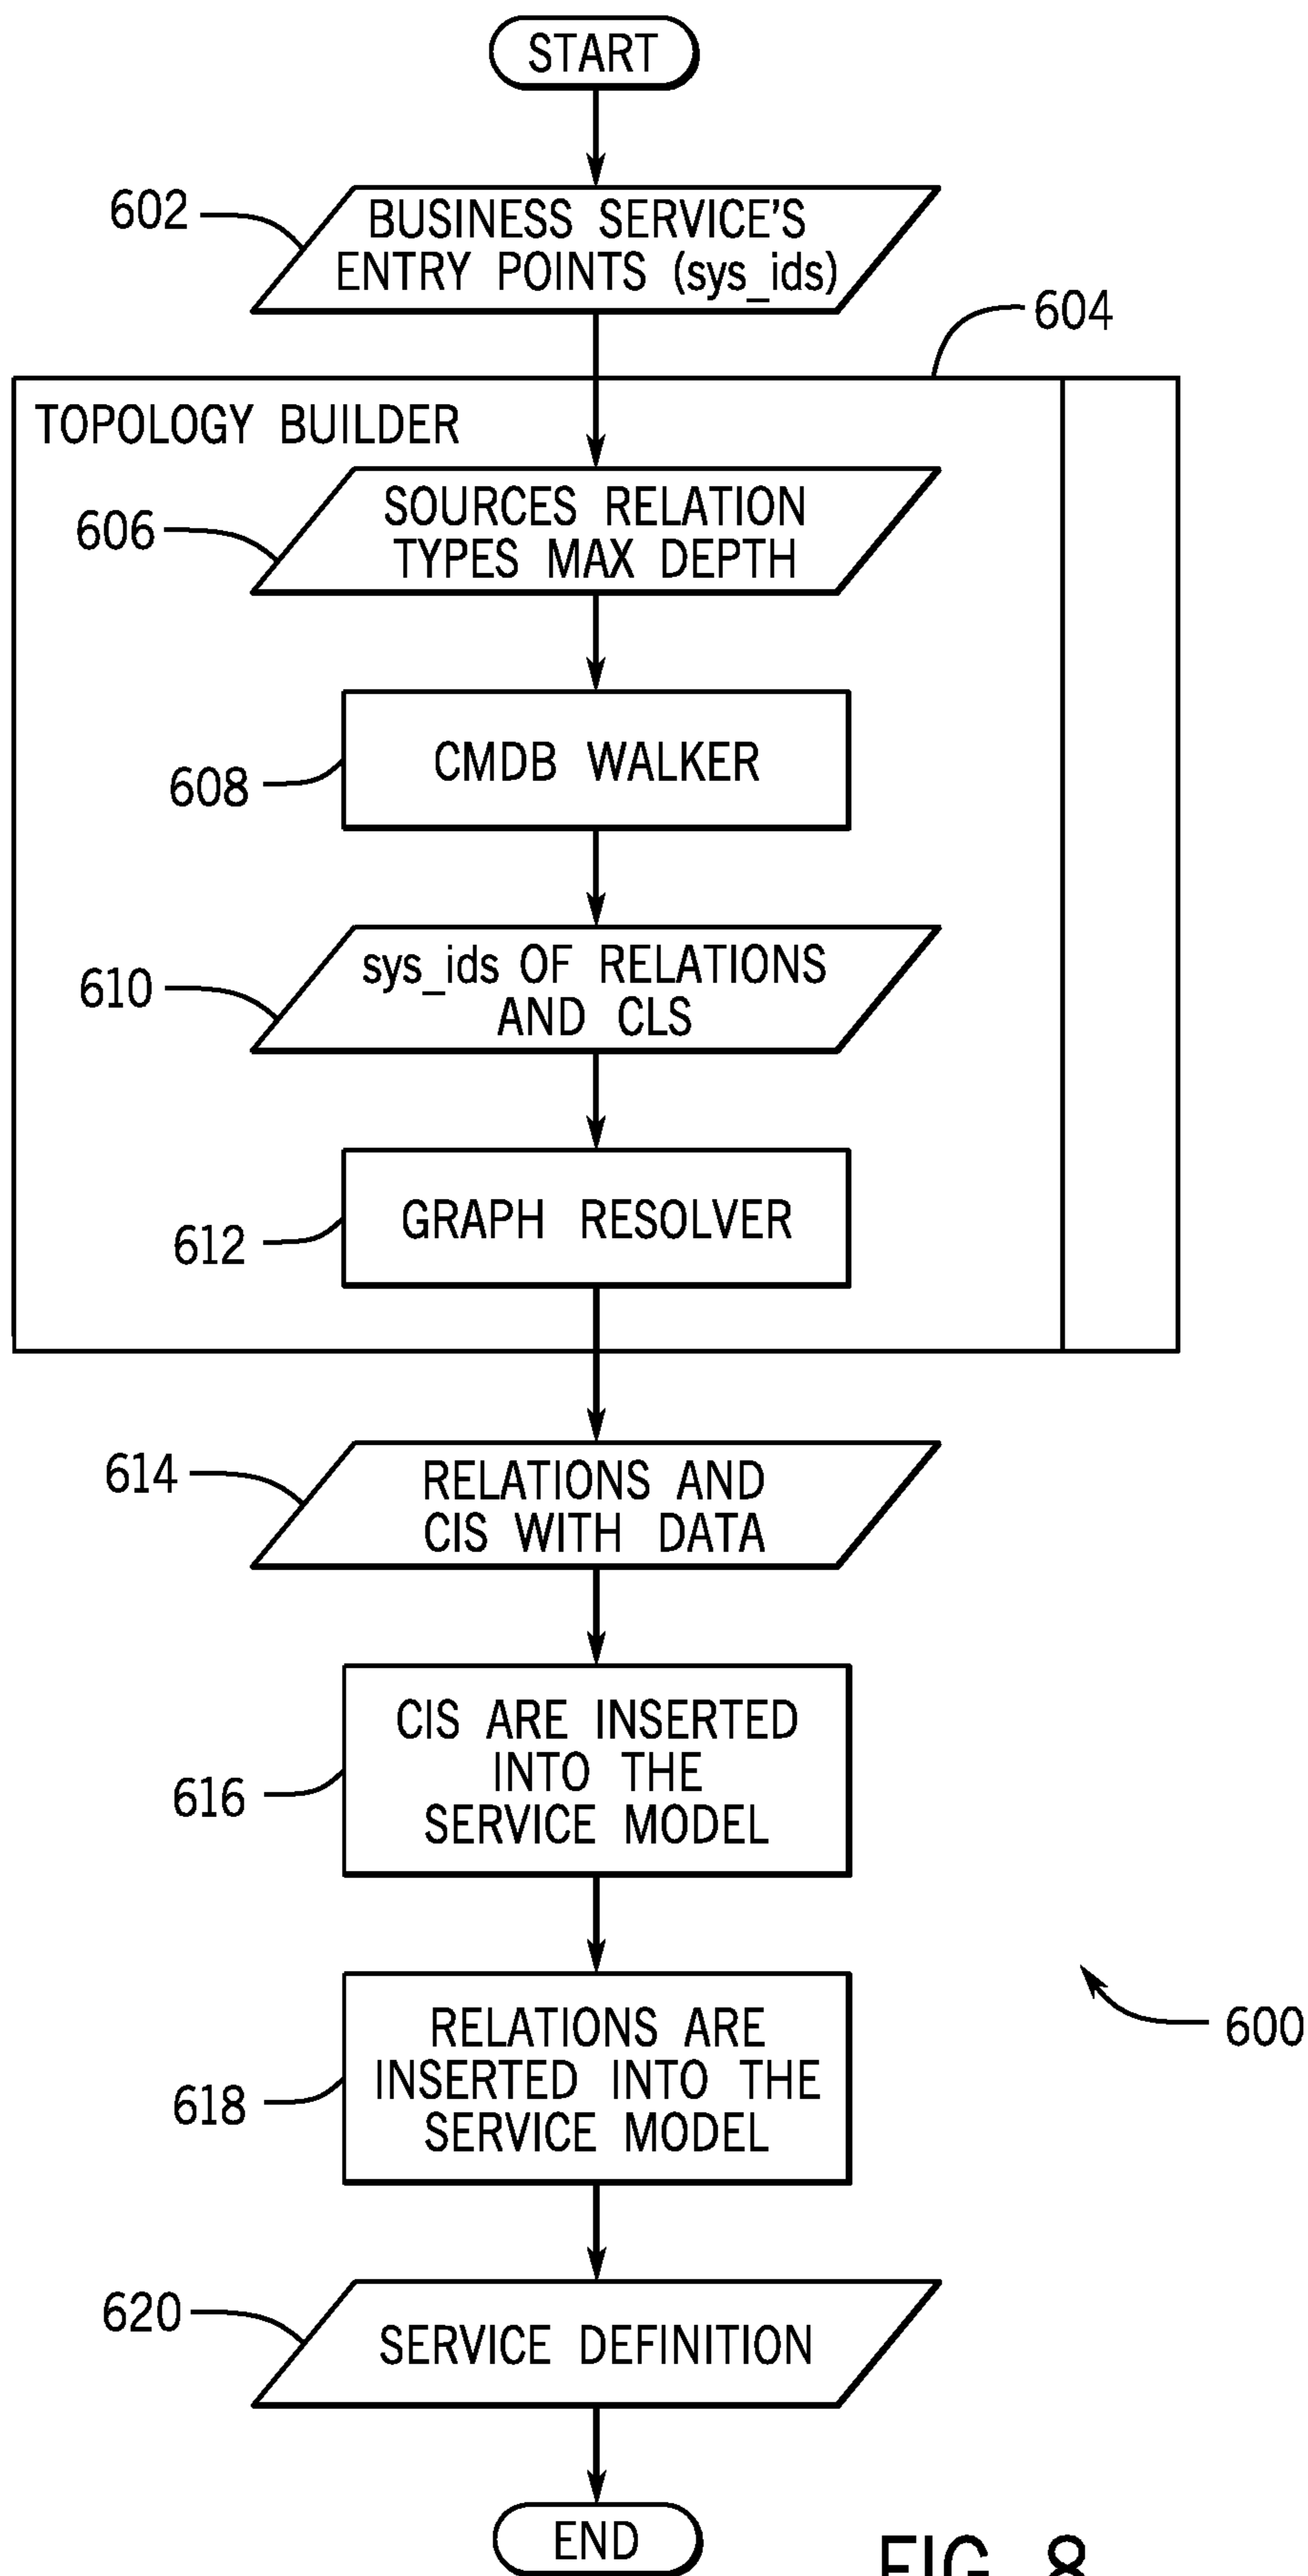 START
602
BUSINESS SERVICE'S
ENTRY POINTS (sys_ids)
604
TOPOLOGY BUILDER
606
SOURCES RELATION
TYPES MAX DEPTH
608
CMDB WALKER
610
sys_ids OF RELATIONS
AND CLS
612
GRAPH RESOLVER
614
RELATIONS AND
CIS WITH DATA
616
CIS ARE INSERTED
INTO THE
SERVICE MODEL
618
RELATIONS ARE
INSERTED INTO THE
SERVICE MODEL
600
620
SERVICE DEFINITION
END
FIG. 8